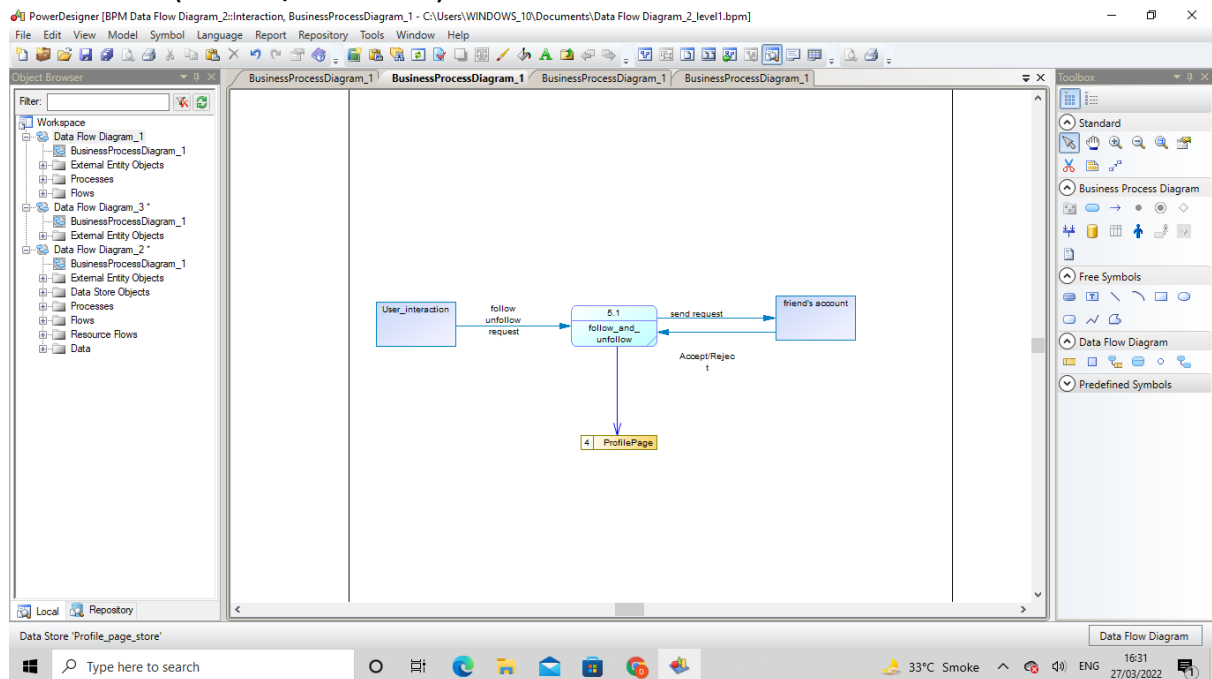 PowerDesigner [BPM Data Flow Diagram_2::Interaction, BusinessProcessDiagram_1 - C:\Users\WINDOWS_10\Documents\Data Flow Diagram_2_level1.bpm]
File Edit View Model Symbol Language Report Repository Tools Window Help
Object Browser
BusinessProcessDiagram_1 BusinessProcessDiagram_1 BusinessProcessDiagram_1 BusinessProcessDiagram_1
Toolbox
Filter:
Workspace
Data Flow Diagram_1
BusinessProcessDiagram_1
External Entity Objects
Processes
Flows
Data Flow Diagram_3 *
BusinessProcessDiagram_1
External Entity Objects
Data Flow Diagram_2 *
BusinessProcessDiagram_1
External Entity Objects
Data Store Objects
Processes
Flows
Resource Flows
Data
User_interaction
follow
unfollow
request
5.1
follow_and_
unfollow
send request
friend's account
Accept/Rejec
t
4 ProfilePage
Standard
Business Process Diagram
Free Symbols
Data Flow Diagram
Predefined Symbols
Local Repository
Data Store 'Profile_page_store'
Data Flow Diagram
Type here to search
33°C Smoke
ENG
16:31
27/03/2022